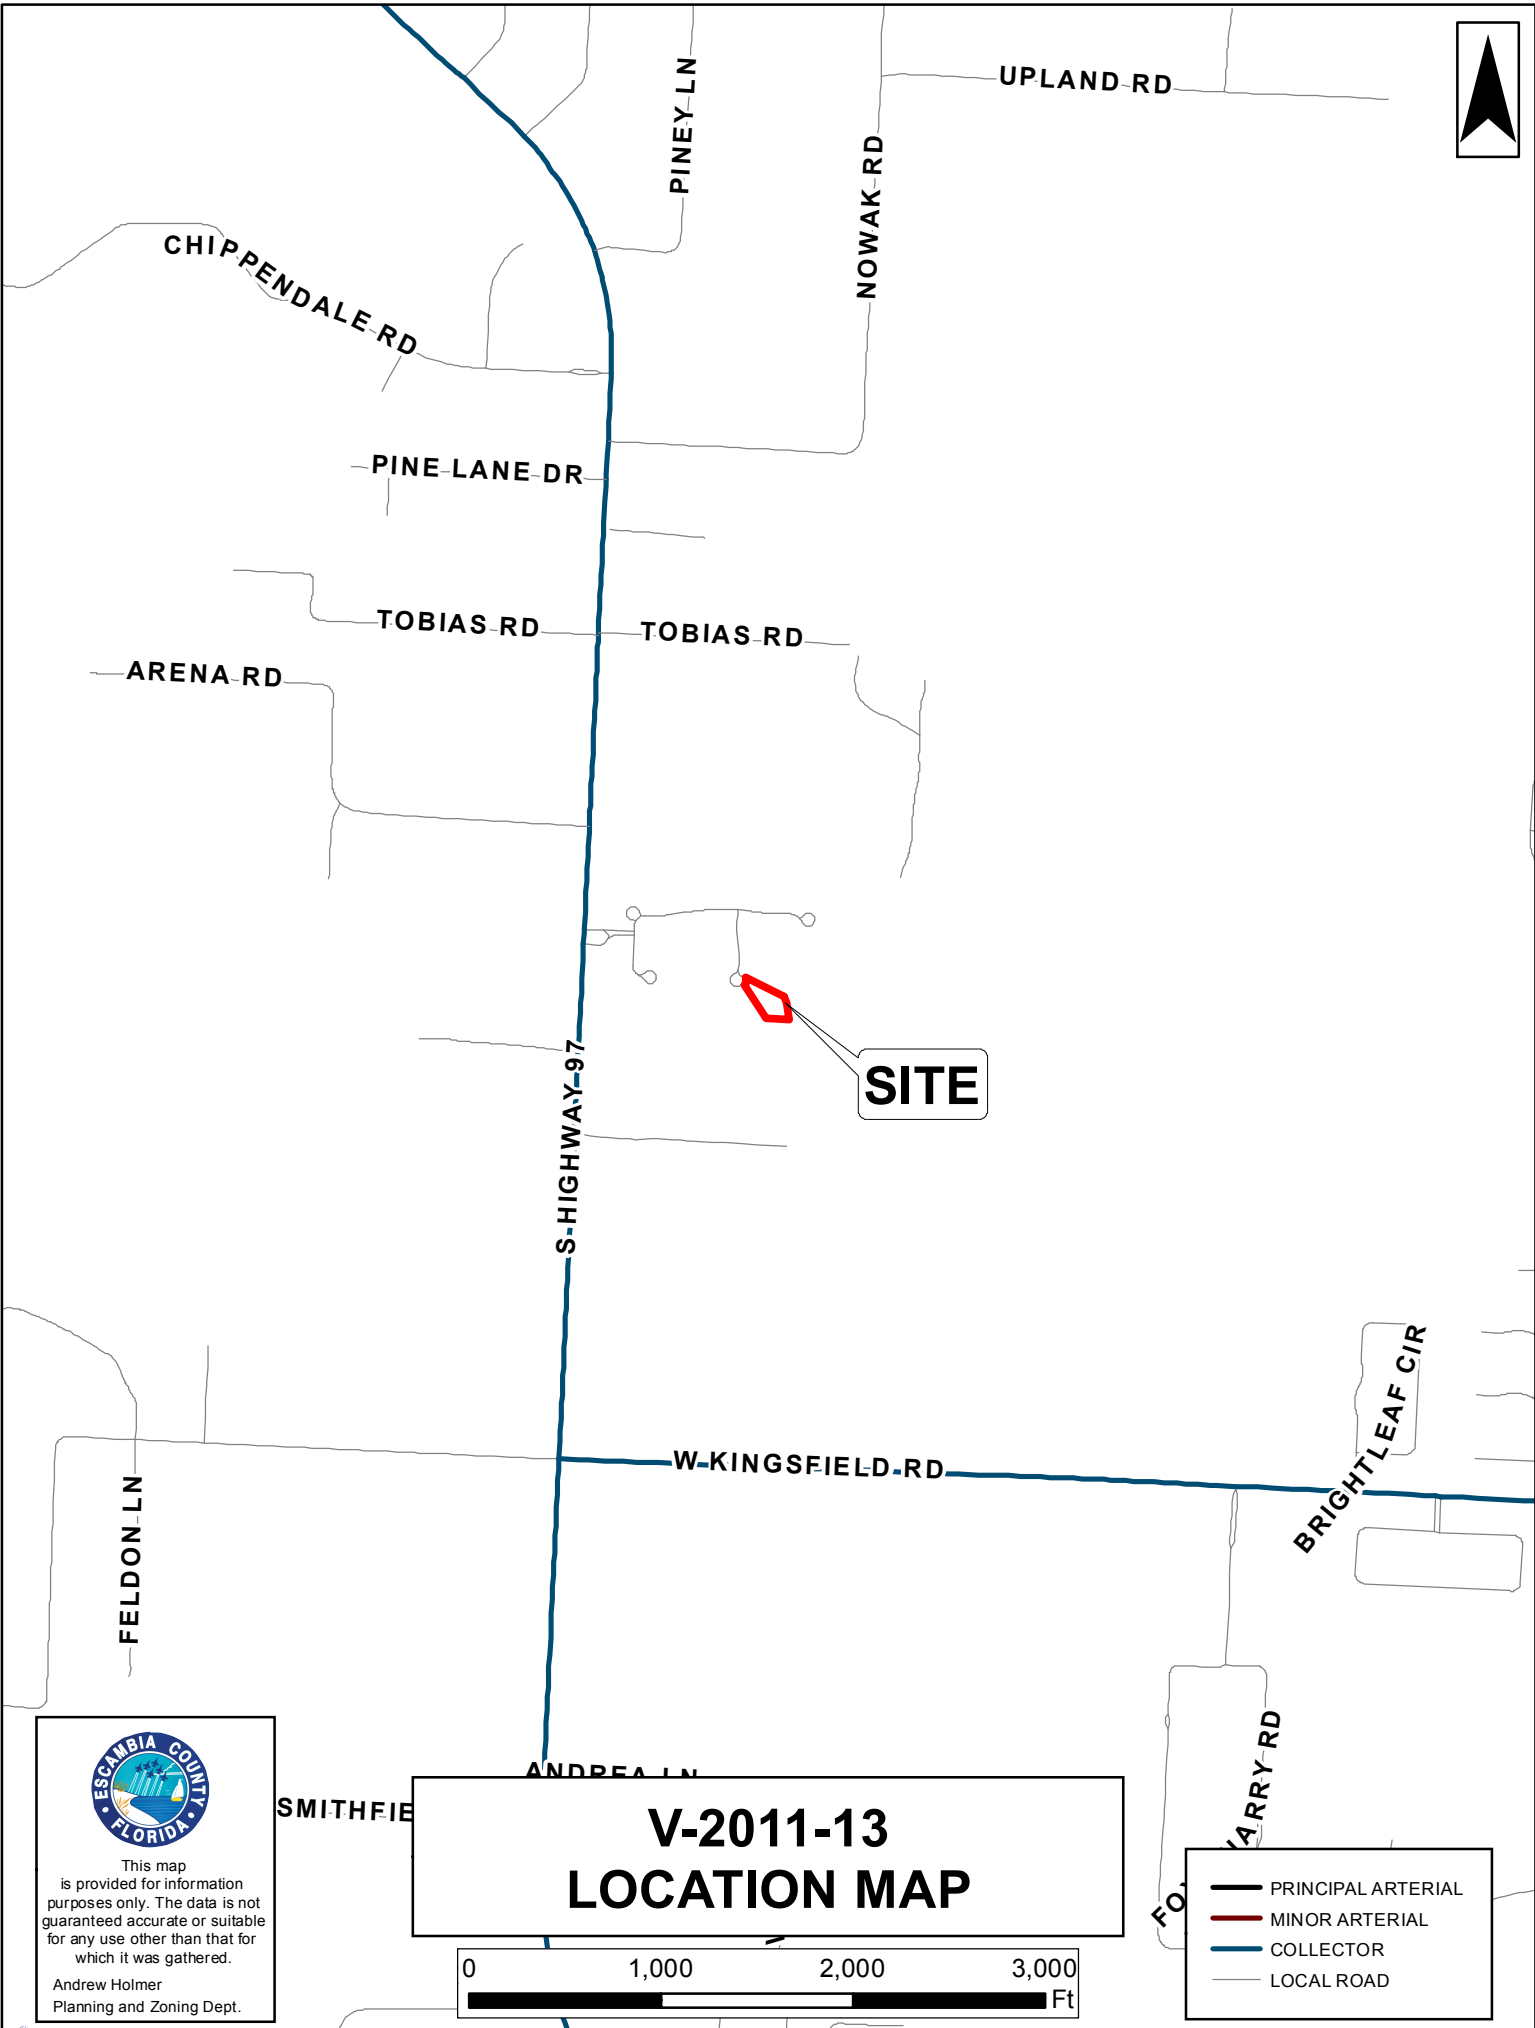 UPLAND RD
PINEY LN
NOWAK RD
CHIPPENDALE RD
PINE LANE DR
TOBIAS RD
TOBIAS RD
ARENA RD
SITE
S HIGHWAY 97
BRIGHTLEAF CIR
W KINGSFIELD RD
FELDON LN
ANDREA LN
SMITHFIE
V-2011-13
LOCATION MAP
ESCAMBIA COUNTY
FLORIDA
This map
is provided for information
purposes only. The data is not
guaranteed accurate or suitable
for any use other than that for
which it was gathered.
Andrew Holmer
Planning and Zoning Dept.
0 1,000 2,000 3,000
Ft
PRINCIPAL ARTERIAL
MINOR ARTERIAL
COLLECTOR
LOCAL ROAD
RD